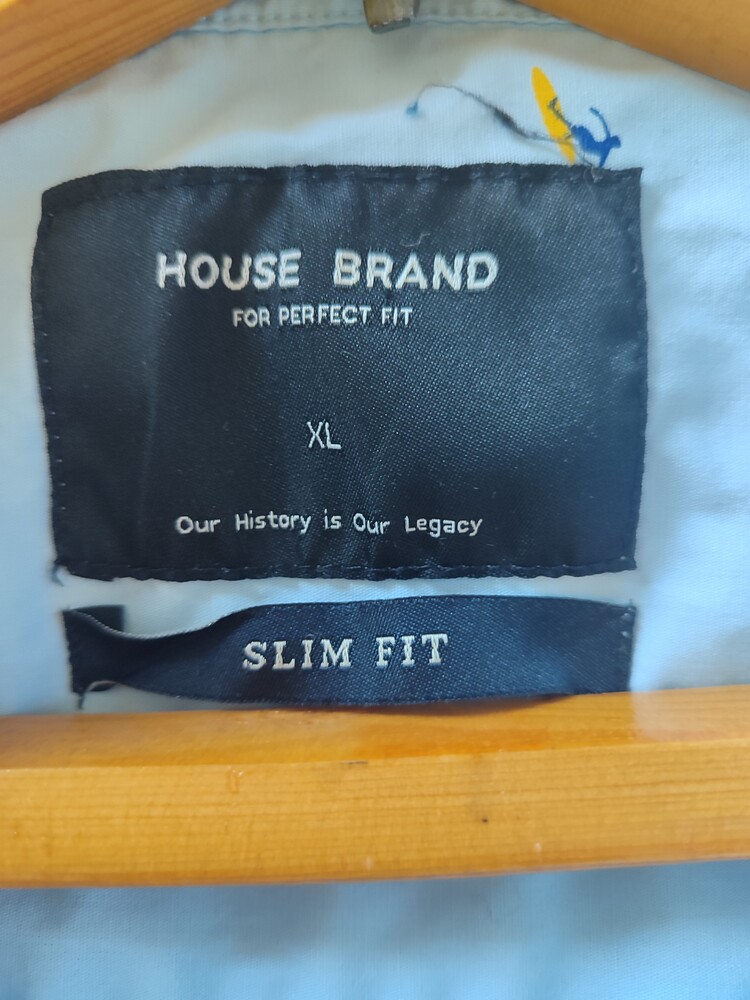 HOUSE BRAND
FOR PERFECT FIT
XL
Our History is Our Legacy
SLIM FIT